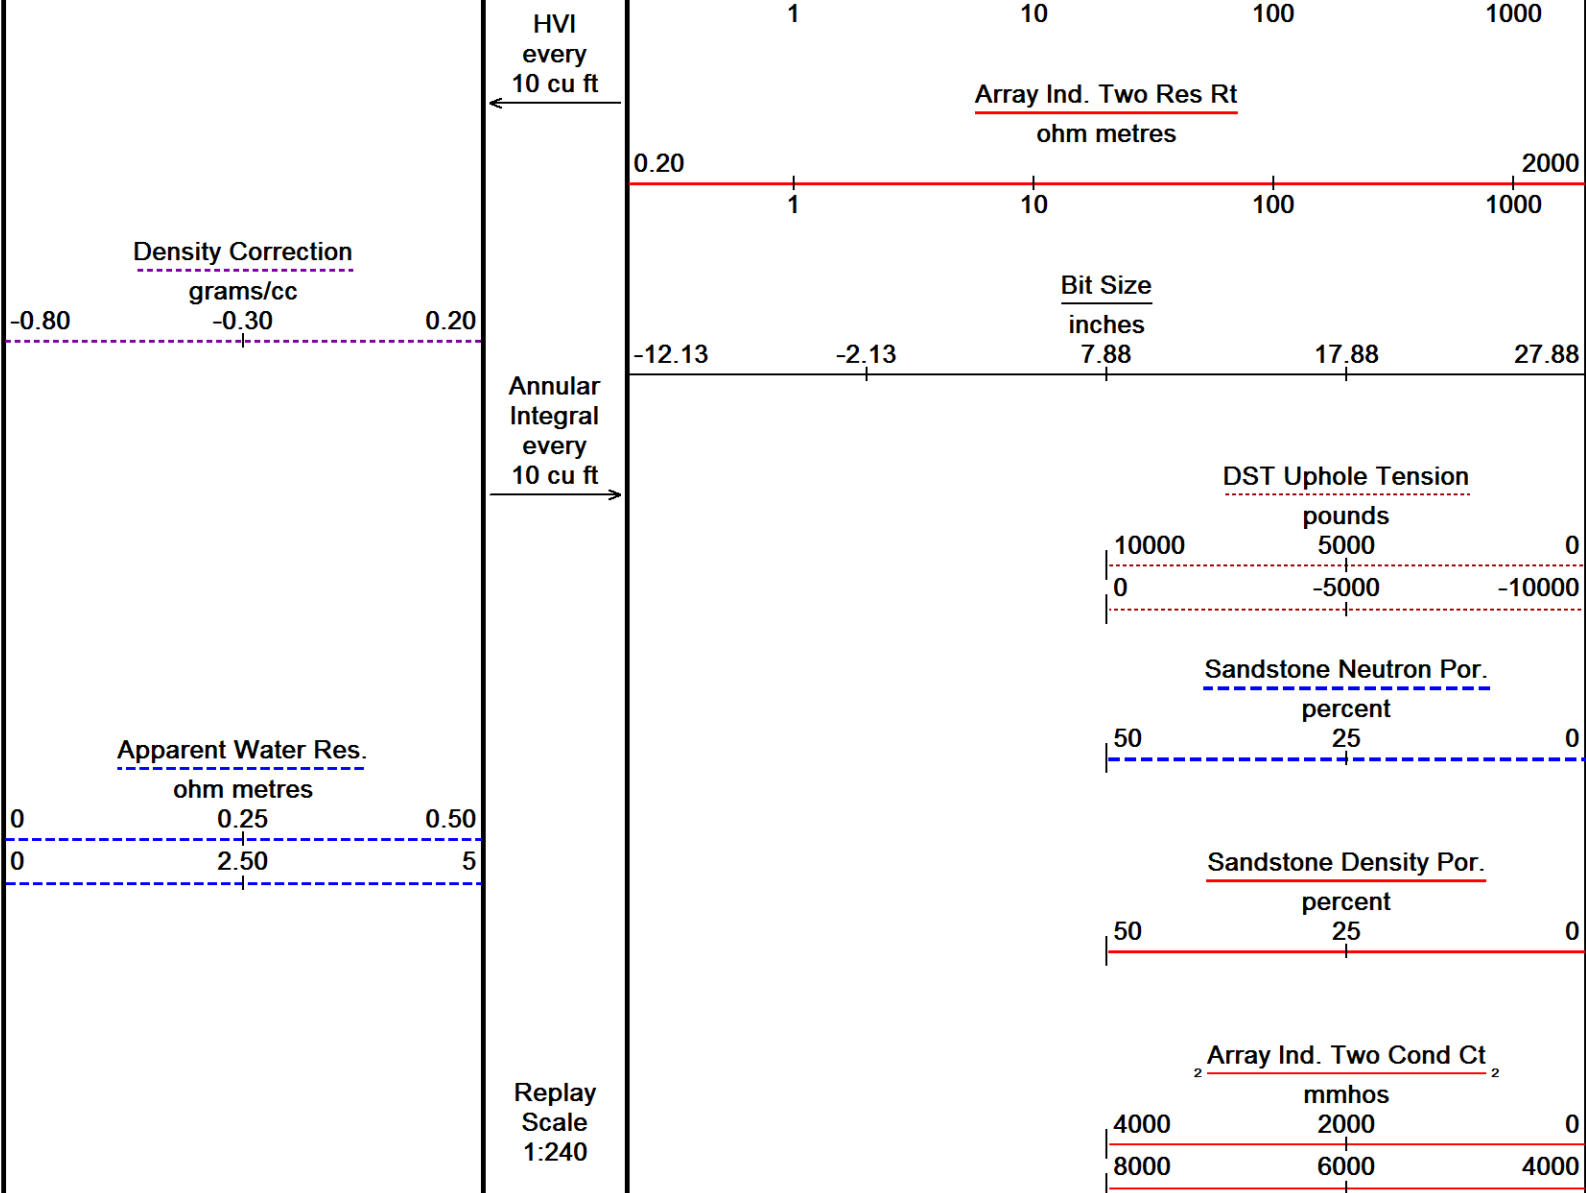 HVI
every
10 cu ft
1 10 100 1000
Array Ind. Two Res Rt
ohm metres
0.20 2000
1 10 100 1000
Density Correction
grams/cc
-0.80 -0.30 0.20
Bit Size
inches
-12.13 -2.13 7.88 17.88 27.88
Annular
Integral
every
10 cu ft
DST Uphole Tension
pounds
10000 5000 0
0 -5000 -10000
Sandstone Neutron Por.
percent
50 25 0
Apparent Water Res.
ohm metres
0 0.25 0.50
0 2.50 5
Sandstone Density Por.
percent
50 25 0
Replay
Scale
1:240
2 Array Ind. Two Cond Ct 2
mmhos
4000 2000 0
8000 6000 4000